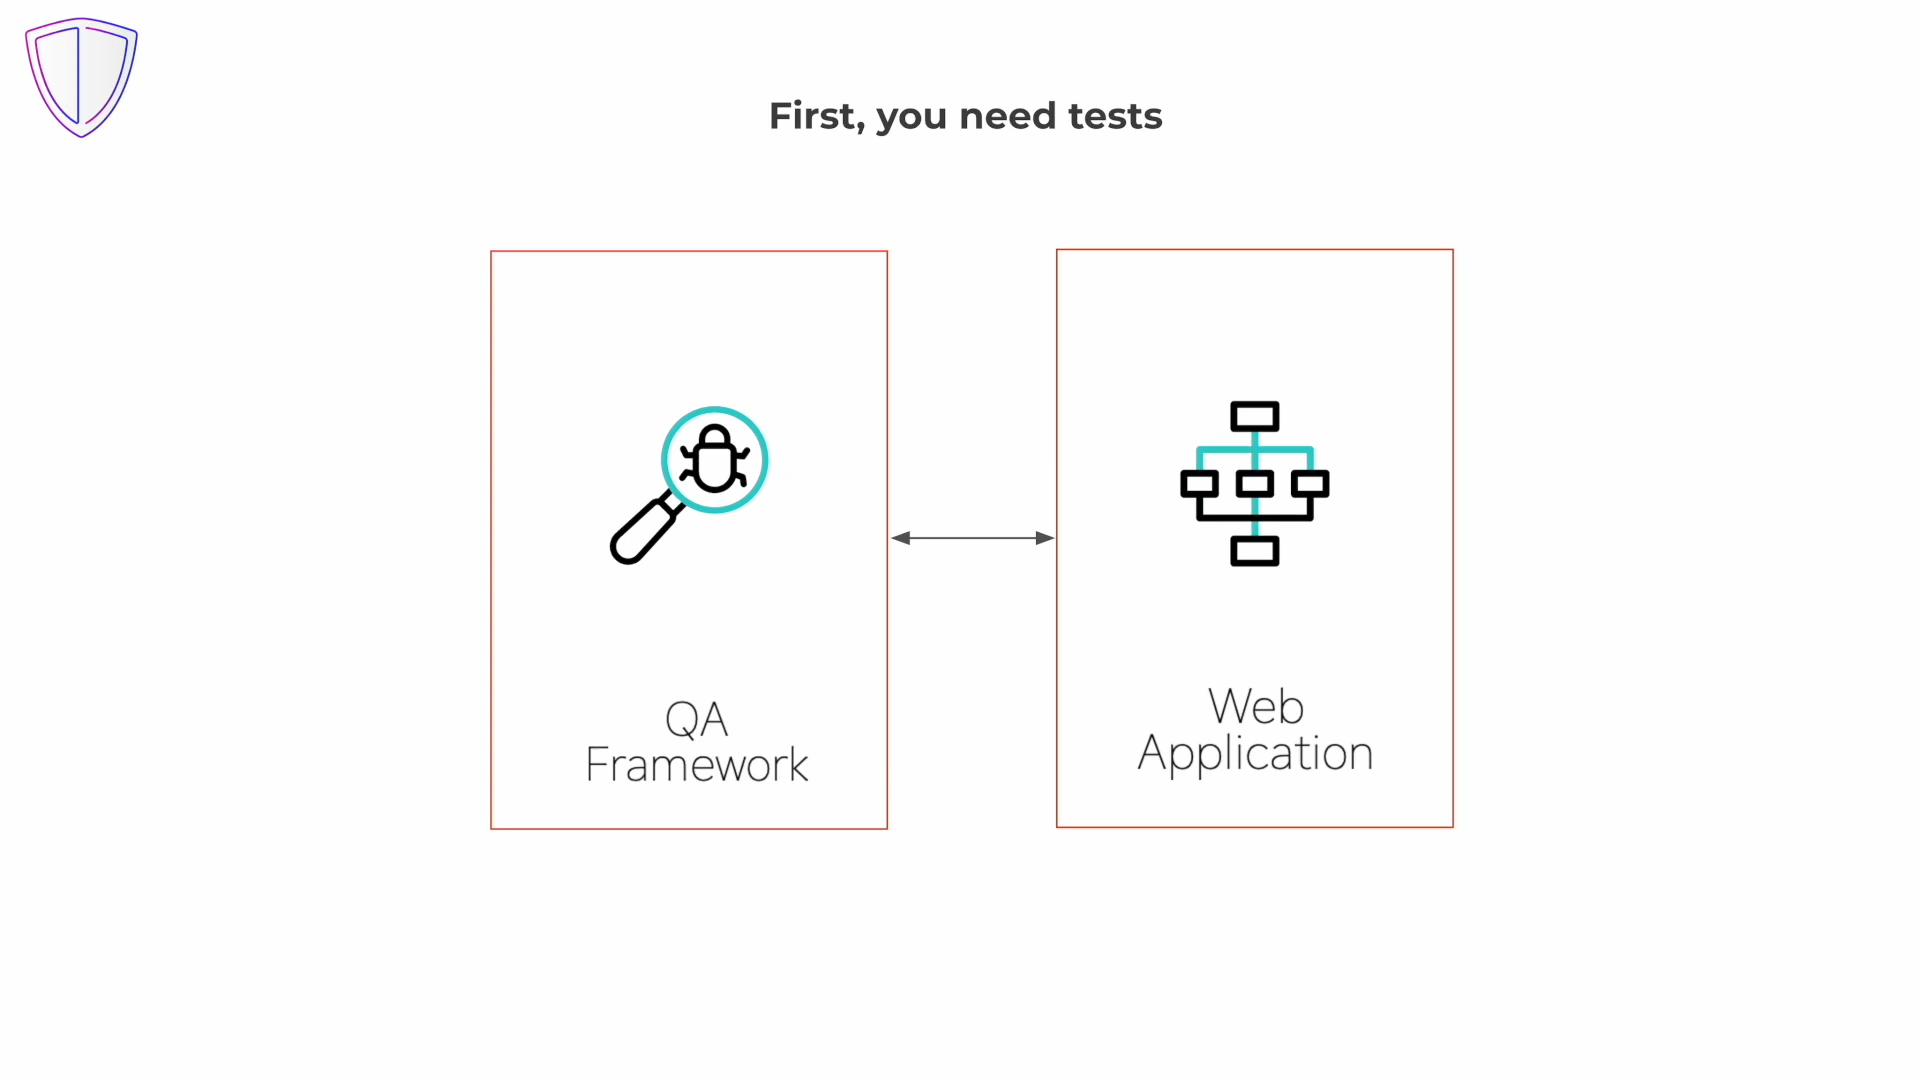 First, you need tests
QA
Framework
Web
Application